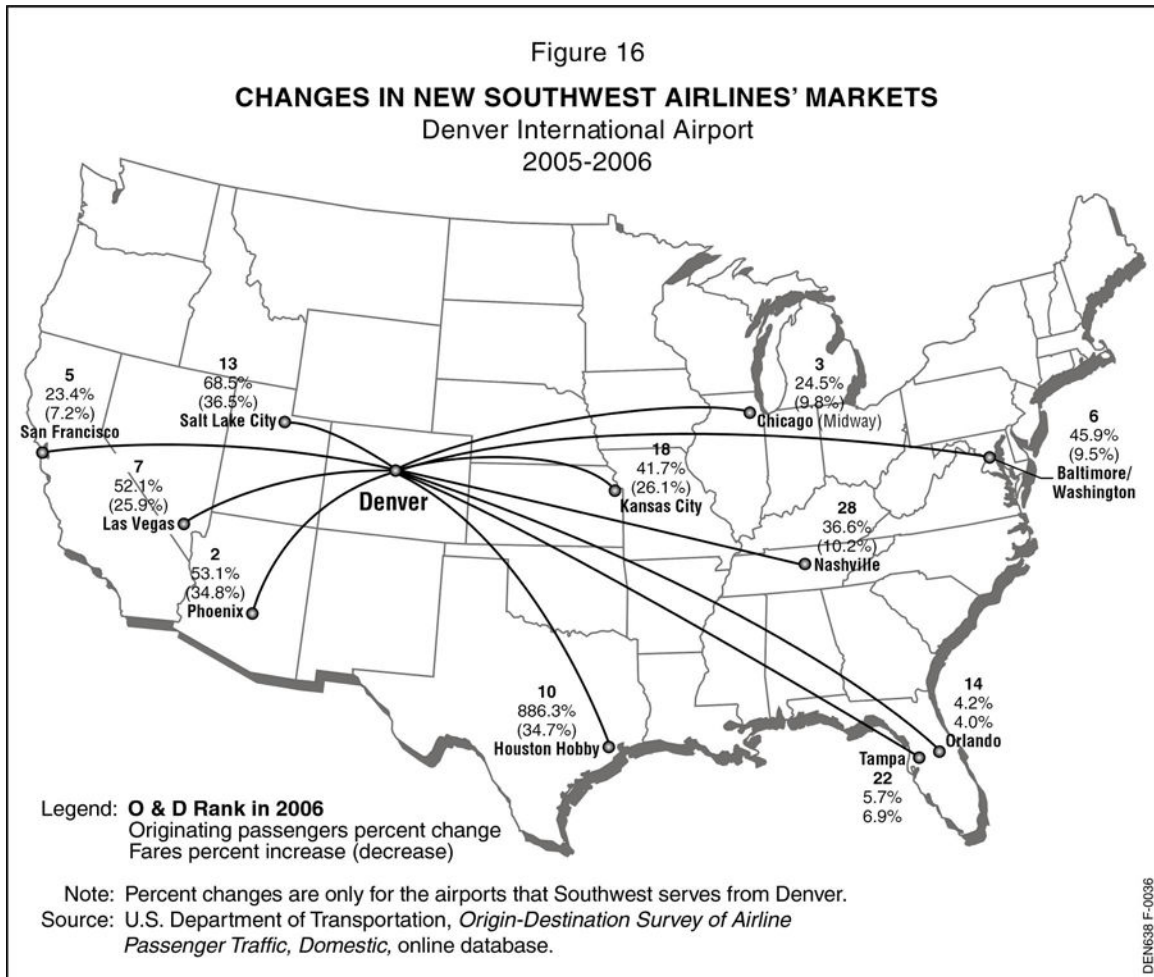 Figure 16
CHANGES IN NEW SOUTHWEST AIRLINES' MARKETS
Denver International Airport
2005-2006
5
23.4%
(7.2%)
San Francisco
13
68.5%
(36.5%)
Salt Lake City
3
24.5%
(9.8%)
Chicago (Midway)
6
45.9%
(9.5%)
Baltimore/
Washington
7
52.1%
(25.9%)
Las Vegas
Denver
18
41.7%
(26.1%)
Kansas City
28
36.6%
(10.2%)
Nashville
2
53.1%
(34.8%)
Phoenix
10
886.3%
(34.7%)
Houston Hobby
14
4.2%
4.0%
Orlando
Tampa
22
5.7%
6.9%
Legend: O & D Rank in 2006
Originating passengers percent change
Fares percent increase (decrease)
Note: Percent changes are only for the airports that Southwest serves from Denver.
Source: U.S. Department of Transportation, Origin-Destination Survey of Airline
Passenger Traffic, Domestic, online database.
DEN638 F-0036